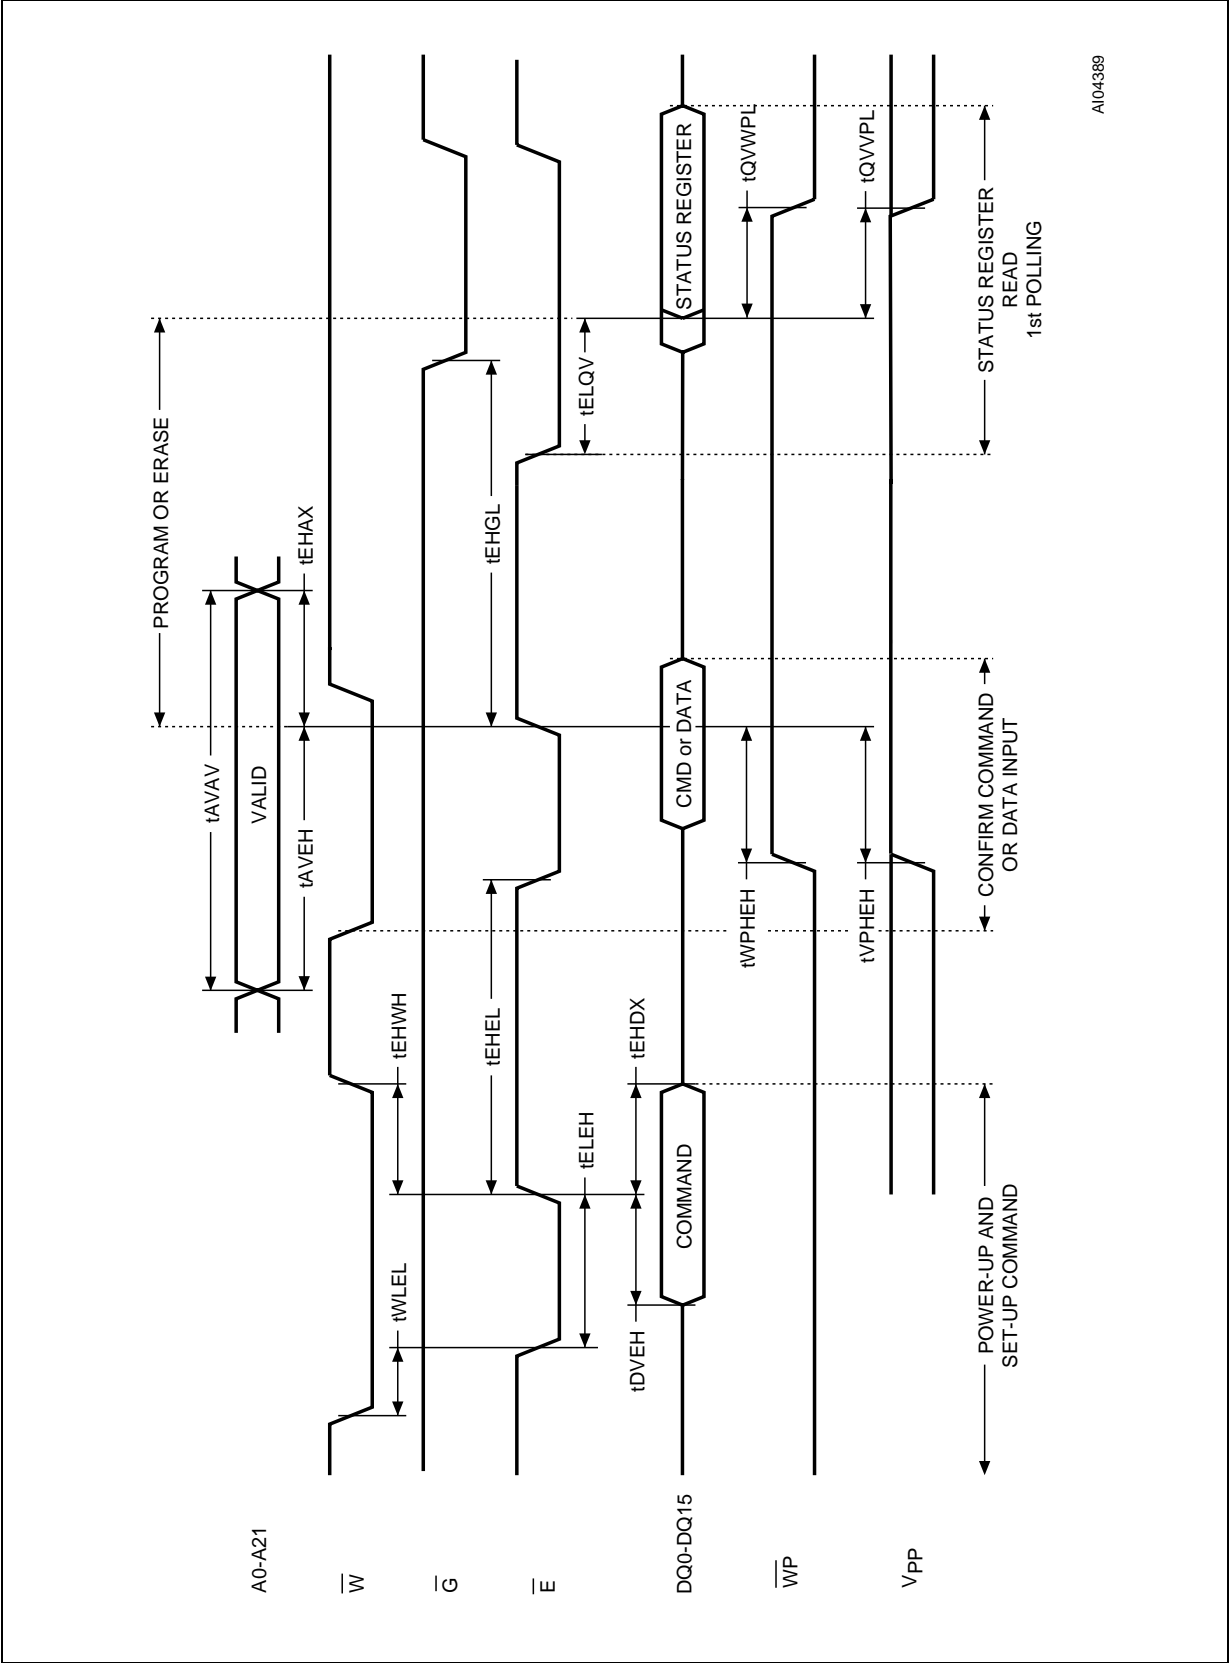 PROGRAM OR ERASE
tAVAV
A0-A21
VALID
tAVEH
tEHAX
W
tWLEL
tEHWH
G
tEHEL
tEHGL
E
tELEH
tELQV
tDVEH
tEHDX
DQ0-DQ15
COMMAND
CMD or DATA
STATUS REGISTER
WP
tWPHEH
tQVWPL
VPP
tVPHEH
tQVVPL
POWER-UP AND
SET-UP COMMAND
CONFIRM COMMAND
OR DATA INPUT
STATUS REGISTER
READ
1st POLLING
AI04389